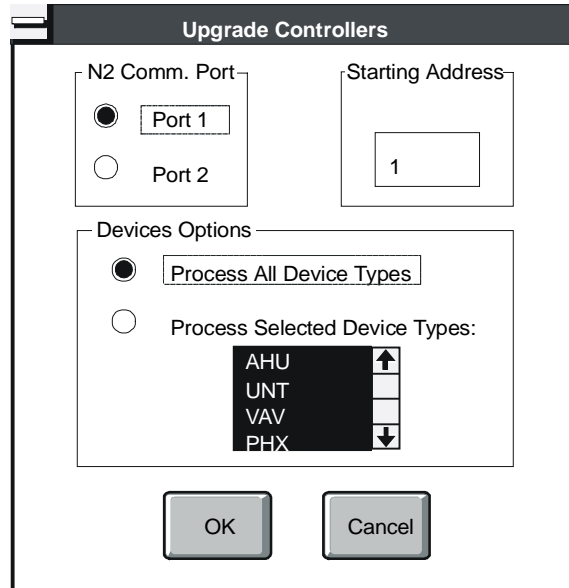 Upgrade Controllers
N2 Comm. Port
Port 1
Port 2
Starting Address
1
Devices Options
Process All Device Types
Process Selected Device Types:
AHU
UNT
VAV
PHX
OK
Cancel